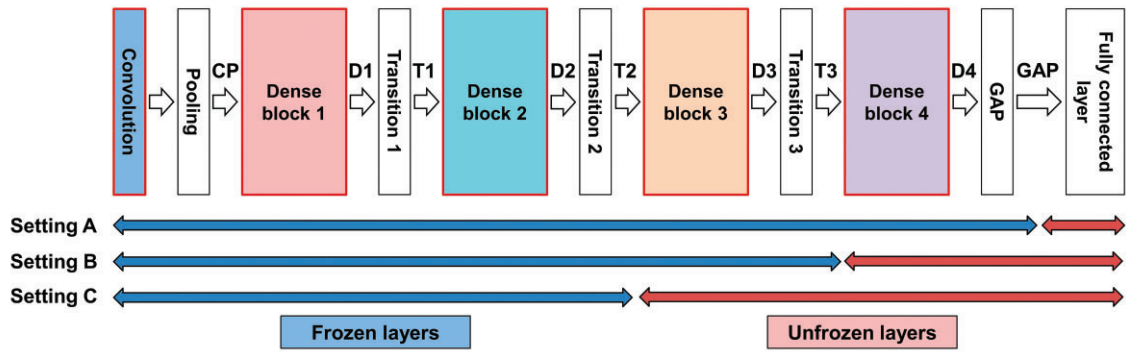 Convolution
Pooling
CP
Dense
block 1
D1
Transition 1
T1
Dense
block 2
D2
Transition 2
T2
Dense
block 3
D3
Transition 3
T3
Dense
block 4
D4
GAP
GAP
Fully connected
layer
Setting A
Setting B
Setting C
Frozen layers
Unfrozen layers